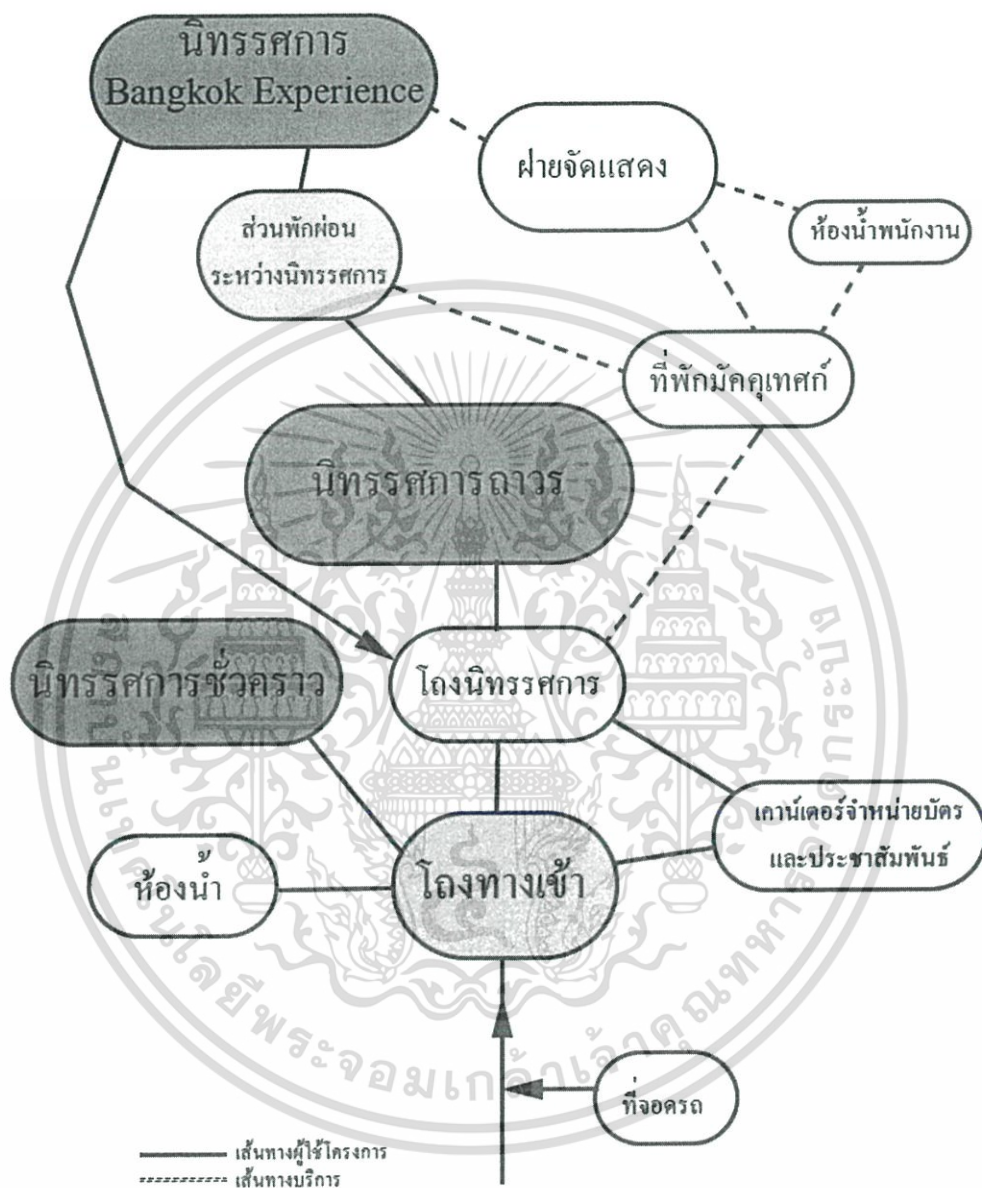 นิทรรศการ
Bangkok Experience
ฝ่ายจัดแสดง
ห้องน้ำพนักงาน
ส่วนพักผ่อน
ระหว่างนิทรรศการ
ที่พักมัคคุเทศก์
นิทรรศการถาวร
นิทรรศการชั่วคราว
โถงนิทรรศการ
เคาน์เตอร์จำหน่ายบัตร
และประชาสัมพันธ์
ห้องน้ำ
โถงทางเข้า
ที่จอดรถ
เส้นทางผู้ใช้โครงการ
เส้นทางบริการ